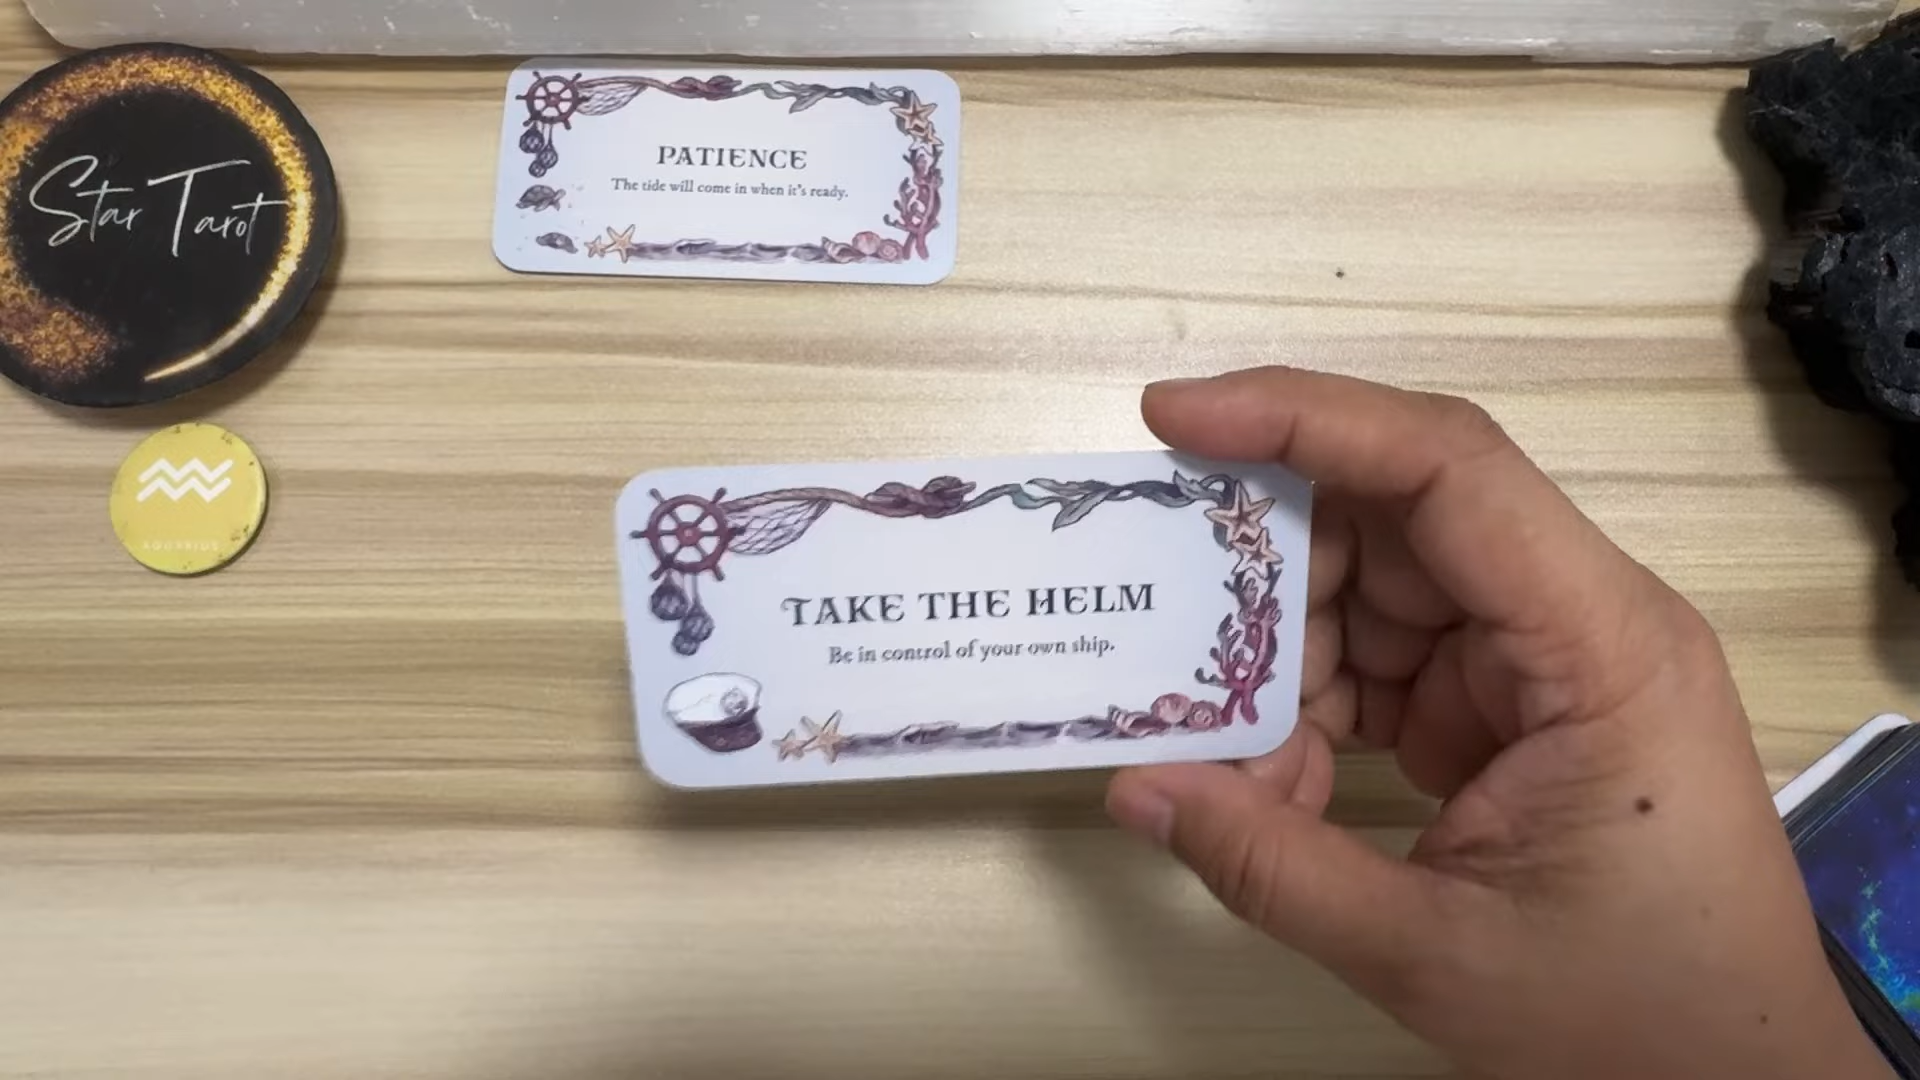 Star Tarot
PATIENCE
The tide will come in when it's ready.
AQUARIUS
TAKE THE HELM
Be in control of your own ship.